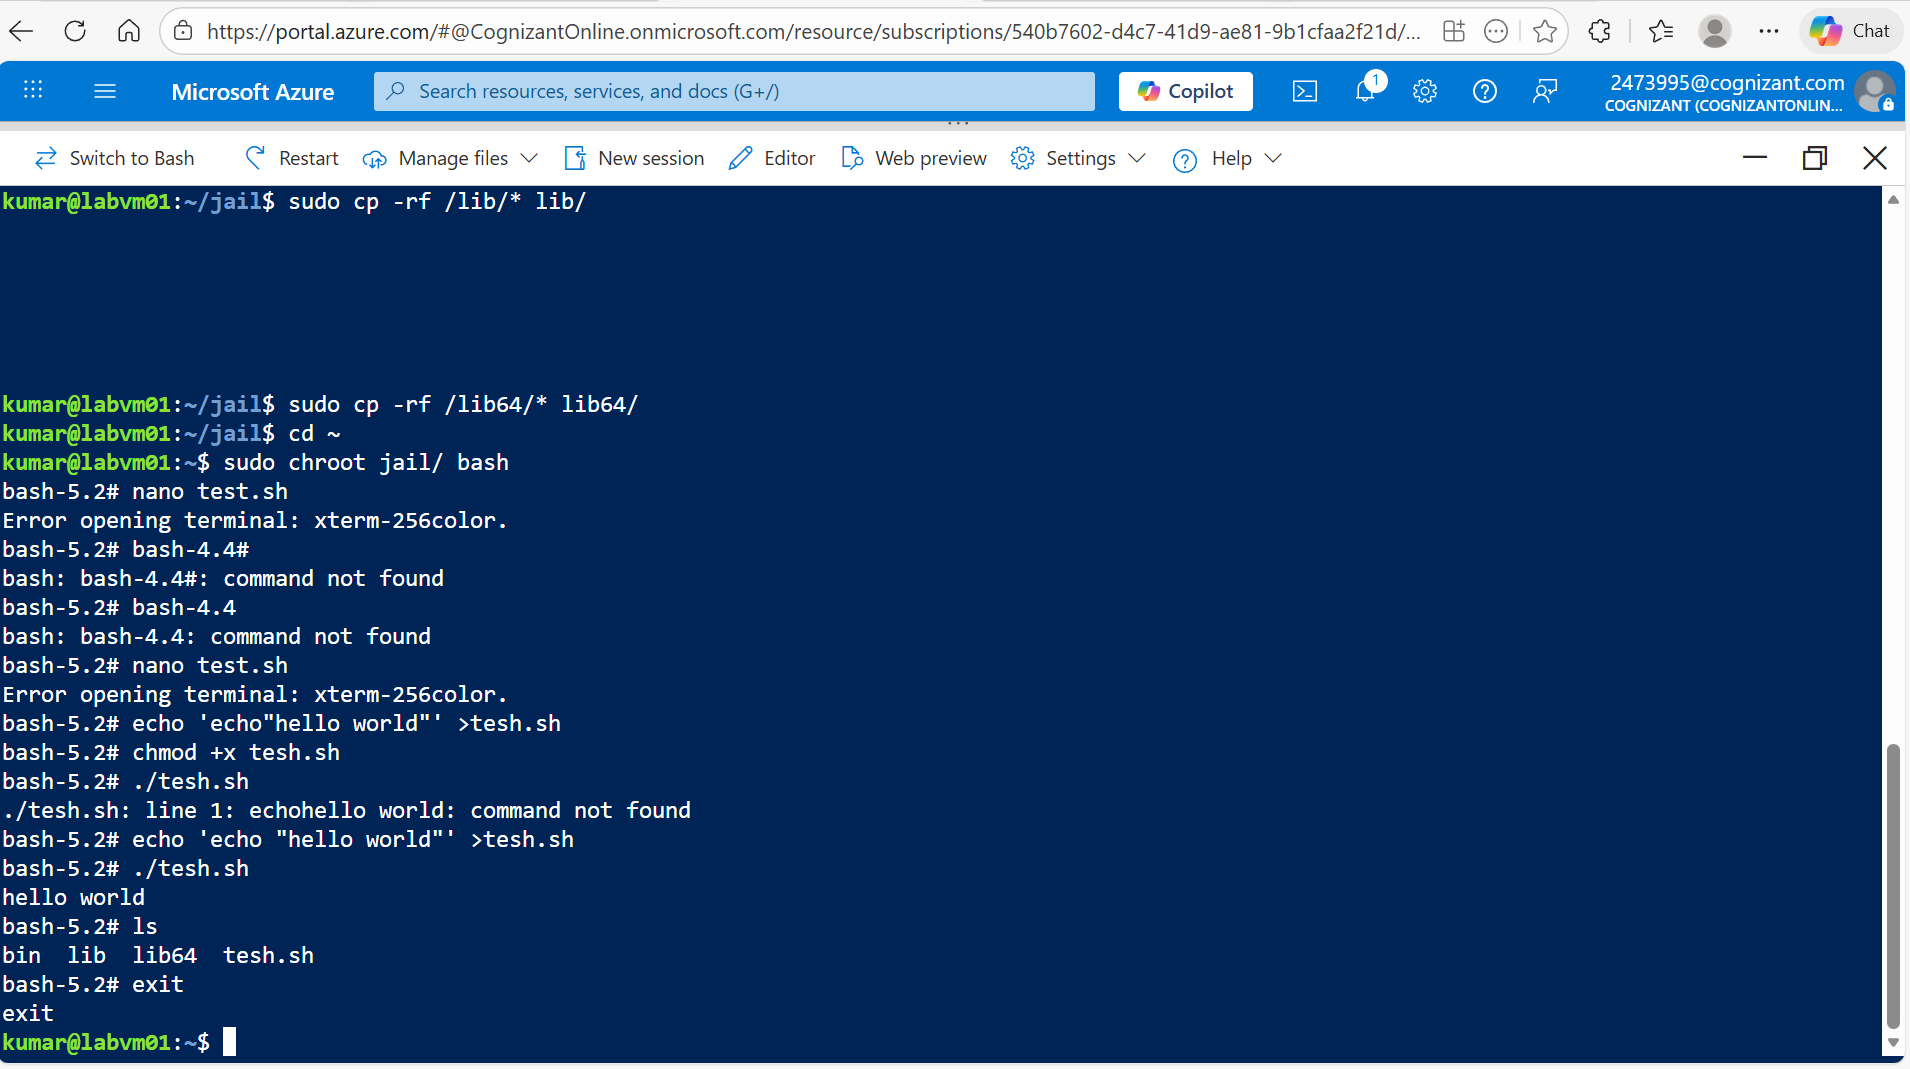 https://portal.azure.com/#@CognizantOnline.onmicrosoft.com/resource/subscriptions/540b7602-d4c7-41d9-ae81-9b1cfaa2f21d/...
Chat
Microsoft Azure
Search resources, services, and docs (G+/)
Copilot
1
2473995@cognizant.com
COGNIZANT (COGNIZANTONLIN...
Switch to Bash
Restart
Manage files
New session
Editor
Web preview
Settings
Help
kumar@labvm01:~/jail$ sudo cp -rf /lib/* lib/
kumar@labvm01:~/jail$ sudo cp -rf /lib64/* lib64/
kumar@labvm01:~/jail$ cd ~
kumar@labvm01:~$ sudo chroot jail/ bash
bash-5.2# nano test.sh
Error opening terminal: xterm-256color.
bash-5.2# bash-4.4#
bash: bash-4.4#: command not found
bash-5.2# bash-4.4
bash: bash-4.4: command not found
bash-5.2# nano test.sh
Error opening terminal: xterm-256color.
bash-5.2# echo 'echo"hello world"' >tesh.sh
bash-5.2# chmod +x tesh.sh
bash-5.2# ./tesh.sh
./tesh.sh: line 1: echohello world: command not found
bash-5.2# echo 'echo "hello world"' >tesh.sh
bash-5.2# ./tesh.sh
hello world
bash-5.2# ls
bin  lib  lib64  tesh.sh
bash-5.2# exit
exit
kumar@labvm01:~$